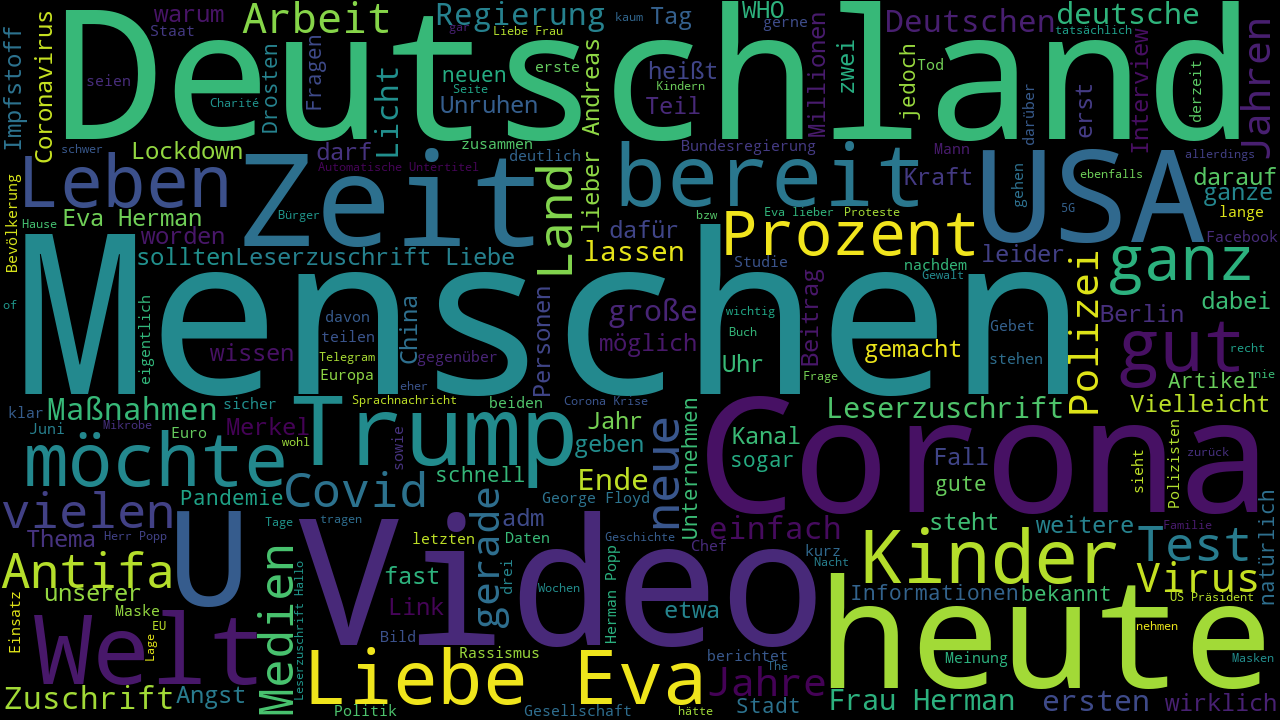 Impfstoff
Coronavirus
warum
Staat
Arbeit
Regierung
gar
Liebe Frau
kaum
Tag
WHO
gerne
Deutschen
deutsche
tatsächlich
Jahren
Deutschland
seien
Charité
Drosten
Fragen
Licht
neuen
Seite
Unruhen
erste
Andreas
heißt
Kindern
Teil
Millionen
zwei
jedoch
Tod
darüber
erst
Interview
derzeit
schwer
Lockdown
darf
Automatische Untertitel
zusammen
deutlich
Bundesregierung
Mann
allerdings
Leben
Zeit
Land
lieber
bereit
Kraft
USA
gehen
5G
ebenfalls
darauf
ganze
lange
Facebook
Bevölkerung
Hause
Eva Herman
Bürger
worden
dafür
lassen
bzw
Eva lieber
Proteste
Prozent
leider
sollten
Leserzuschrift Liebe
Studie
nachdem
Gewalt
Polizei
ganz
of
Menschen
eigentlich
wissen
davon
teilen
Telegram
Europa
China
gegenüber
eher
Personen
große
möglich
wichtig
Buch
Uhr
Beitrag
Frage
gemacht
Gebet
stehen
Berlin
dabei
gut
recht
nie
Artikel
Vielleicht
klar
Maßnahmen
sicher
Juni
Mikrobe
Euro
Merkel
Sprachnachricht
wohl
Trump
sowie
beiden
Corona Krise
Jahr
geben
schnell
neue
Unternehmen
Leserzuschrift
Kanal
sogar
Corona
Fall
gute
sieht
Polizisten
zurück
möchte
Pandemie
Covid
Ende
George Floyd
vielen
Thema
Herr Popp
U
Tage
tragen
Video
letzten
gerade
adm
Daten
drei
Geschichte
einfach
Chef
kurz
Nacht
steht
weitere
Familie
natürlich
Test
Antifa
unserer
Maske
EU
Lage
Einsatz
Welt
Medien
Leserzuschrift Hallo
fast
Link
Bild
Wochen
Herman Popp
etwa
Kinder
Informationen
bekannt
Virus
US Präsident
nehmen
heute
Meinung
Masken
Zuschrift
Angst
Liebe Eva
Rassismus
Politik
Gesellschaft
hätte
berichtet
The
Jahre
Stadt
Frau Herman
ersten
wirklich